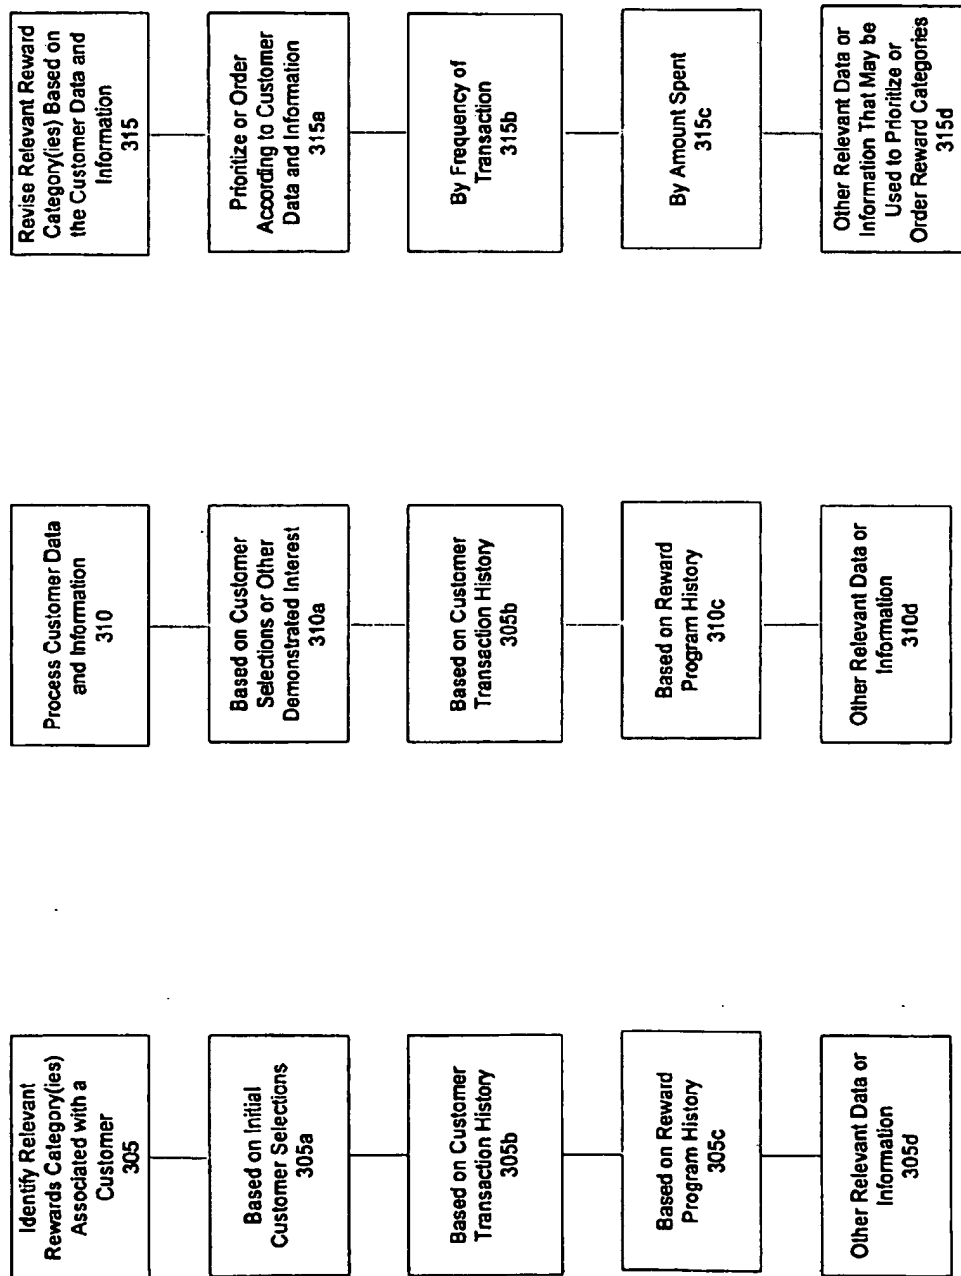 Identify Relevant
Rewards Category(ies)
Associated with a
Customer
305
Based on Initial
Customer Selections
305a
Based on Customer
Transaction History
305b
Based on Reward
Program History
305c
Other Relevant Data or
Information
305d
Process Customer Data
and Information
310
Based on Customer
Selections or Other
Demonstrated Interest
310a
Based on Customer
Transaction History
305b
Based on Reward
Program History
310c
Other Relevant Data or
Information
310d
Revise Relevant Reward
Category(ies) Based on
the Customer Data and
Information
315
Prioritize or Order
According to Customer
Data and Information
315a
By Frequency of
Transaction
315b
By Amount Spent
315c
Other Relevant Data or
Information That May be
Used to Prioritize or
Order Reward Categories
315d